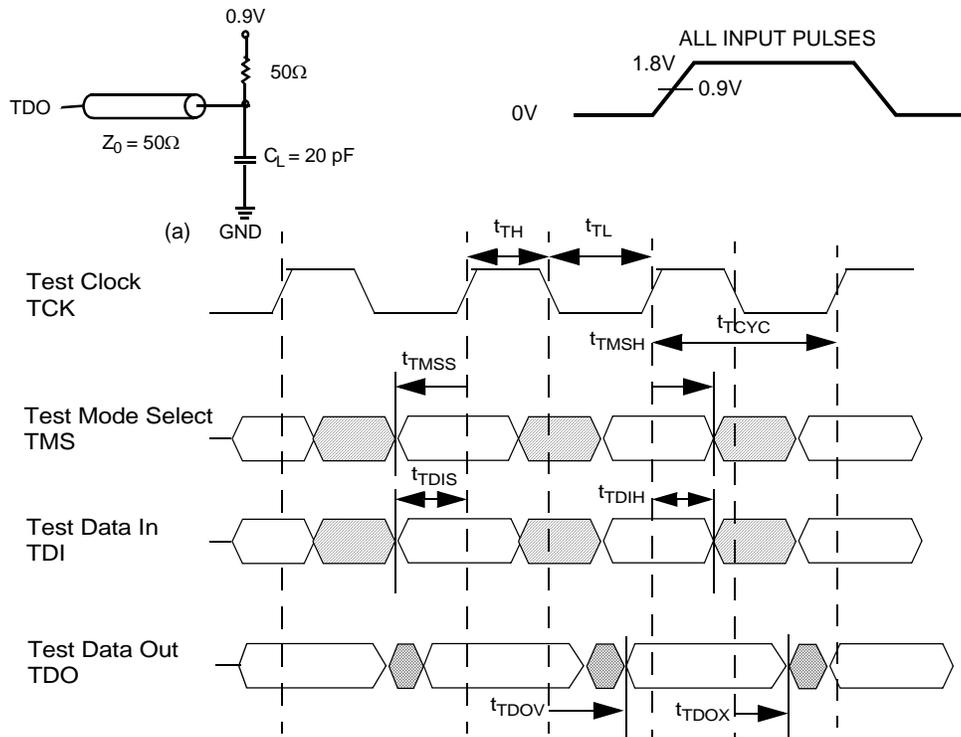 0.9V
50Ω
TDO
Z0 = 50Ω
CL = 20 pF
(a)
GND
ALL INPUT PULSES
1.8V
0.9V
0V
tTH
tTL
Test Clock
TCK
tTCYC
tTMSH
tTMSS
Test Mode Select
TMS
tTDIS
tTDIH
Test Data In
TDI
Test Data Out
TDO
tTDOV
tTDOX